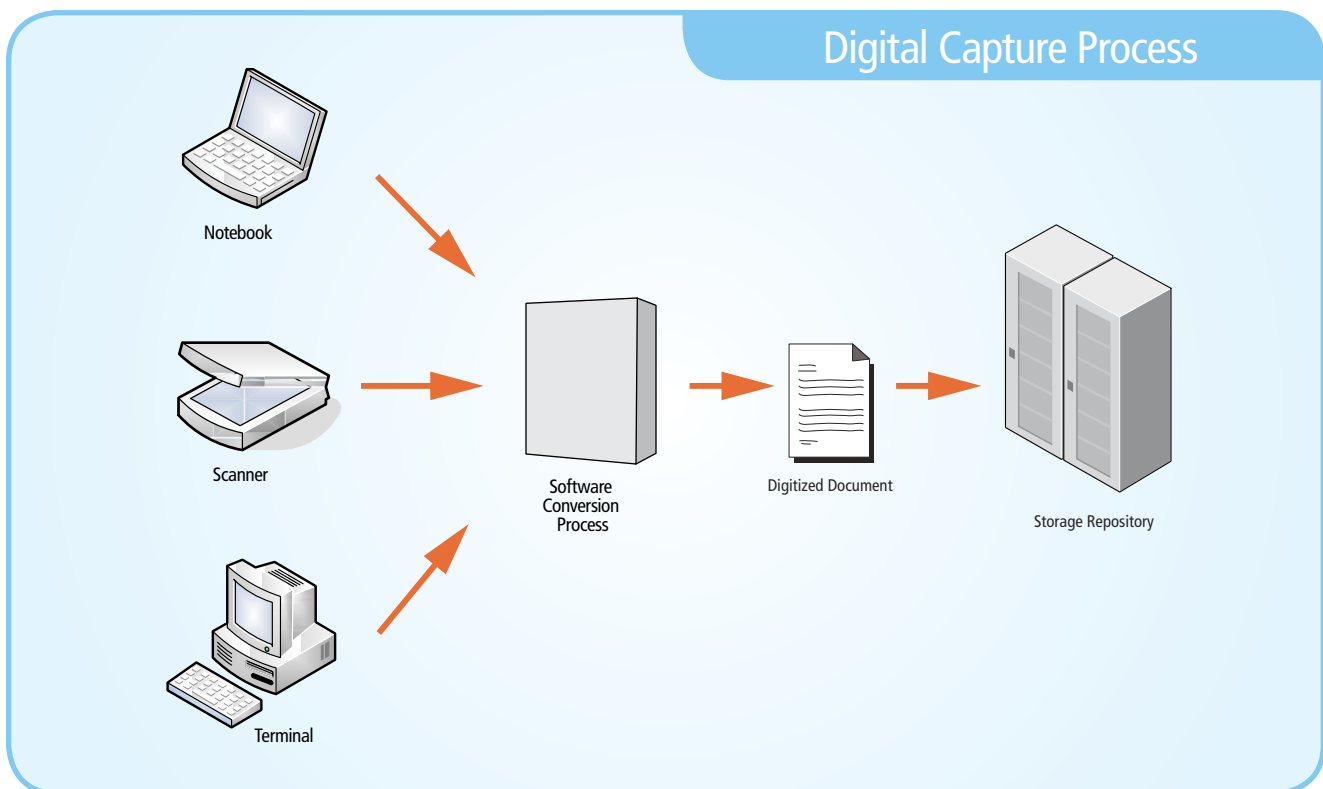 Digital Capture Process
Notebook
Scanner
Software
Conversion
Process
Digitized Document
Storage Repository
Terminal